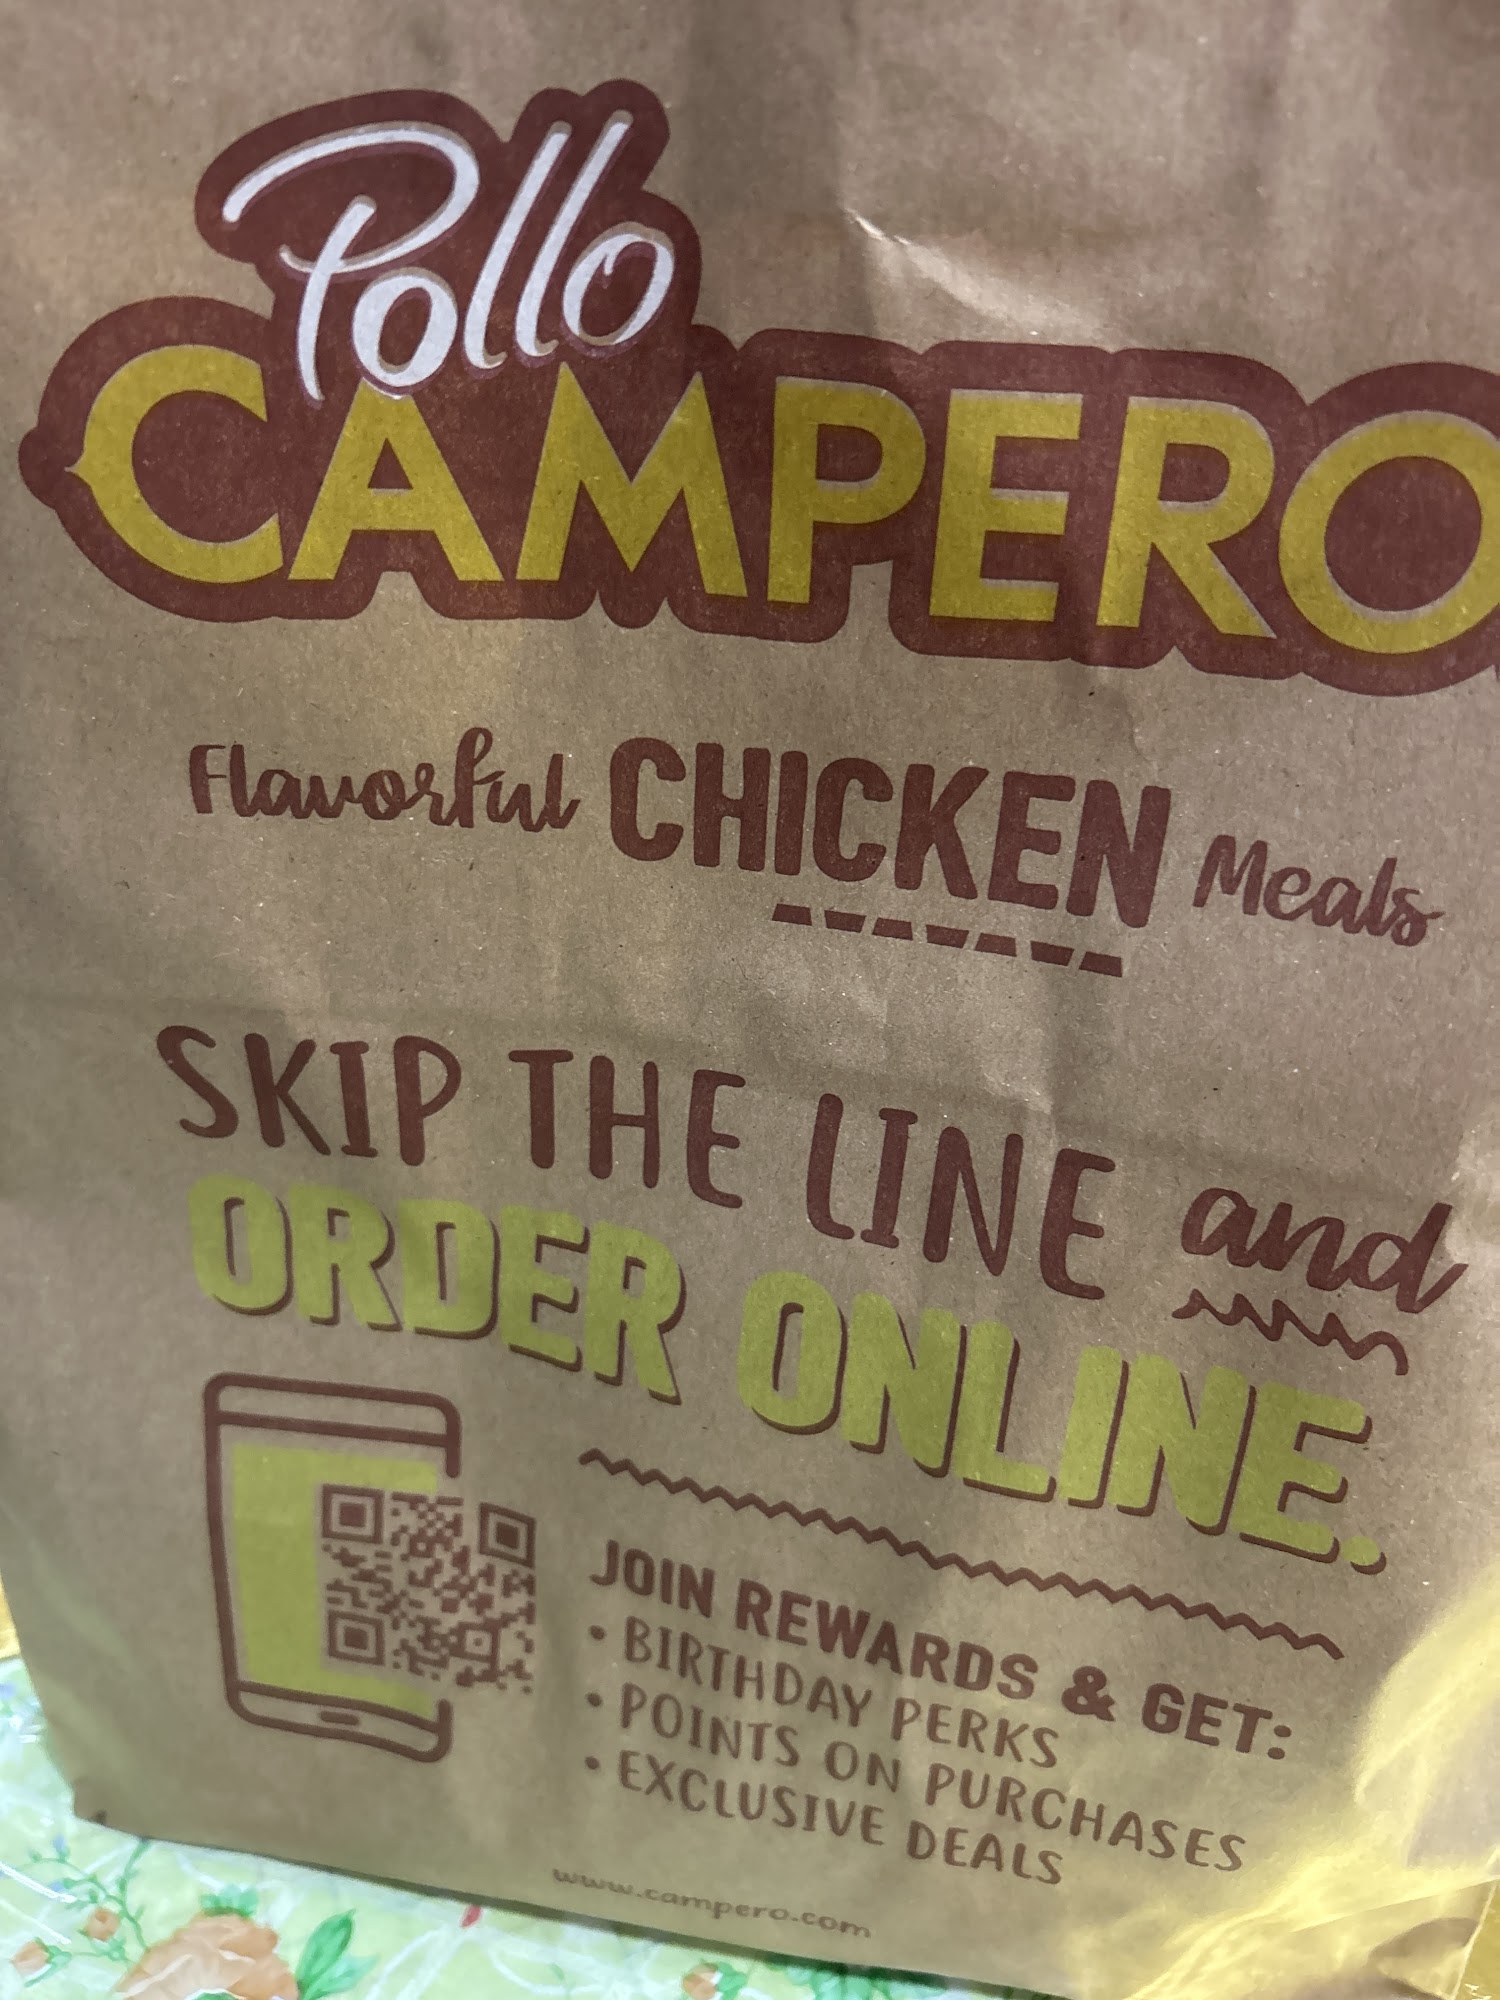 Pollo
CAMPERO
Flavorful CHICKEN Meals
SKIP THE LINE and
ORDER ONLINE.
JOIN REWARDS & GET:
• BIRTHDAY PERKS
• POINTS ON PURCHASES
• EXCLUSIVE DEALS
www.campero.com